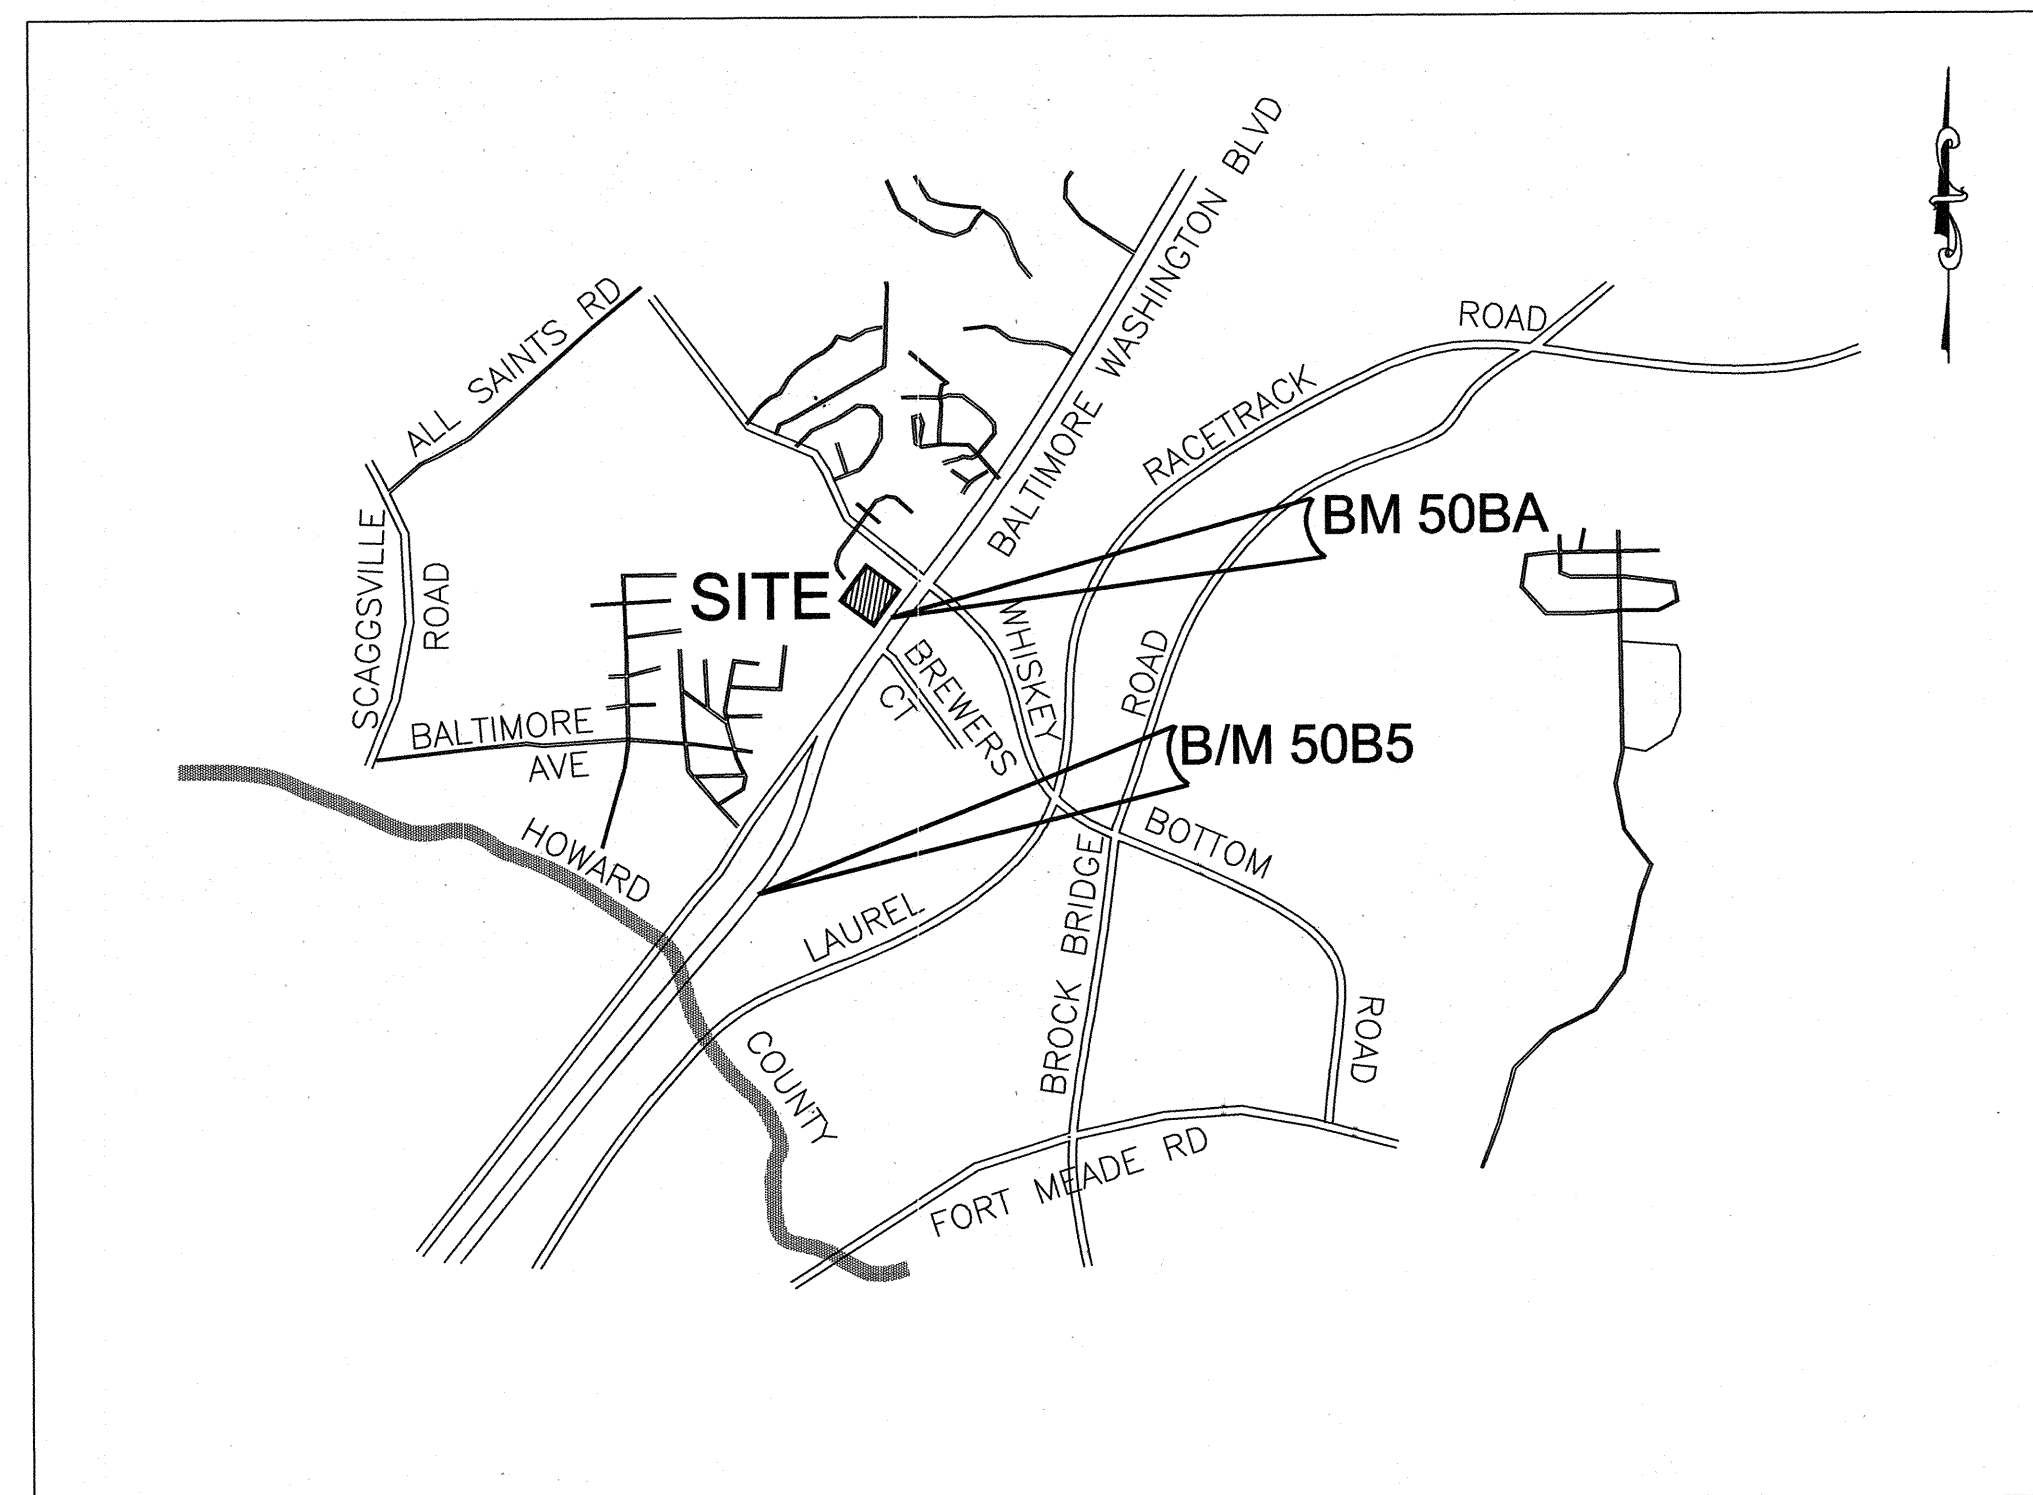 BALTIMORE WASHINGTON BLVD
ALL SAINTS RD
RACETRACK ROAD
BM 50BA
SCAGGSVILLE ROAD
SITE
WHISKEY BOTTOM ROAD
BREWERS CT
ROAD
B/M 50B5
BALTIMORE
AVE
HOWARD COUNTY
LAUREL
BROCK BRIDGE
FORT MEADE RD